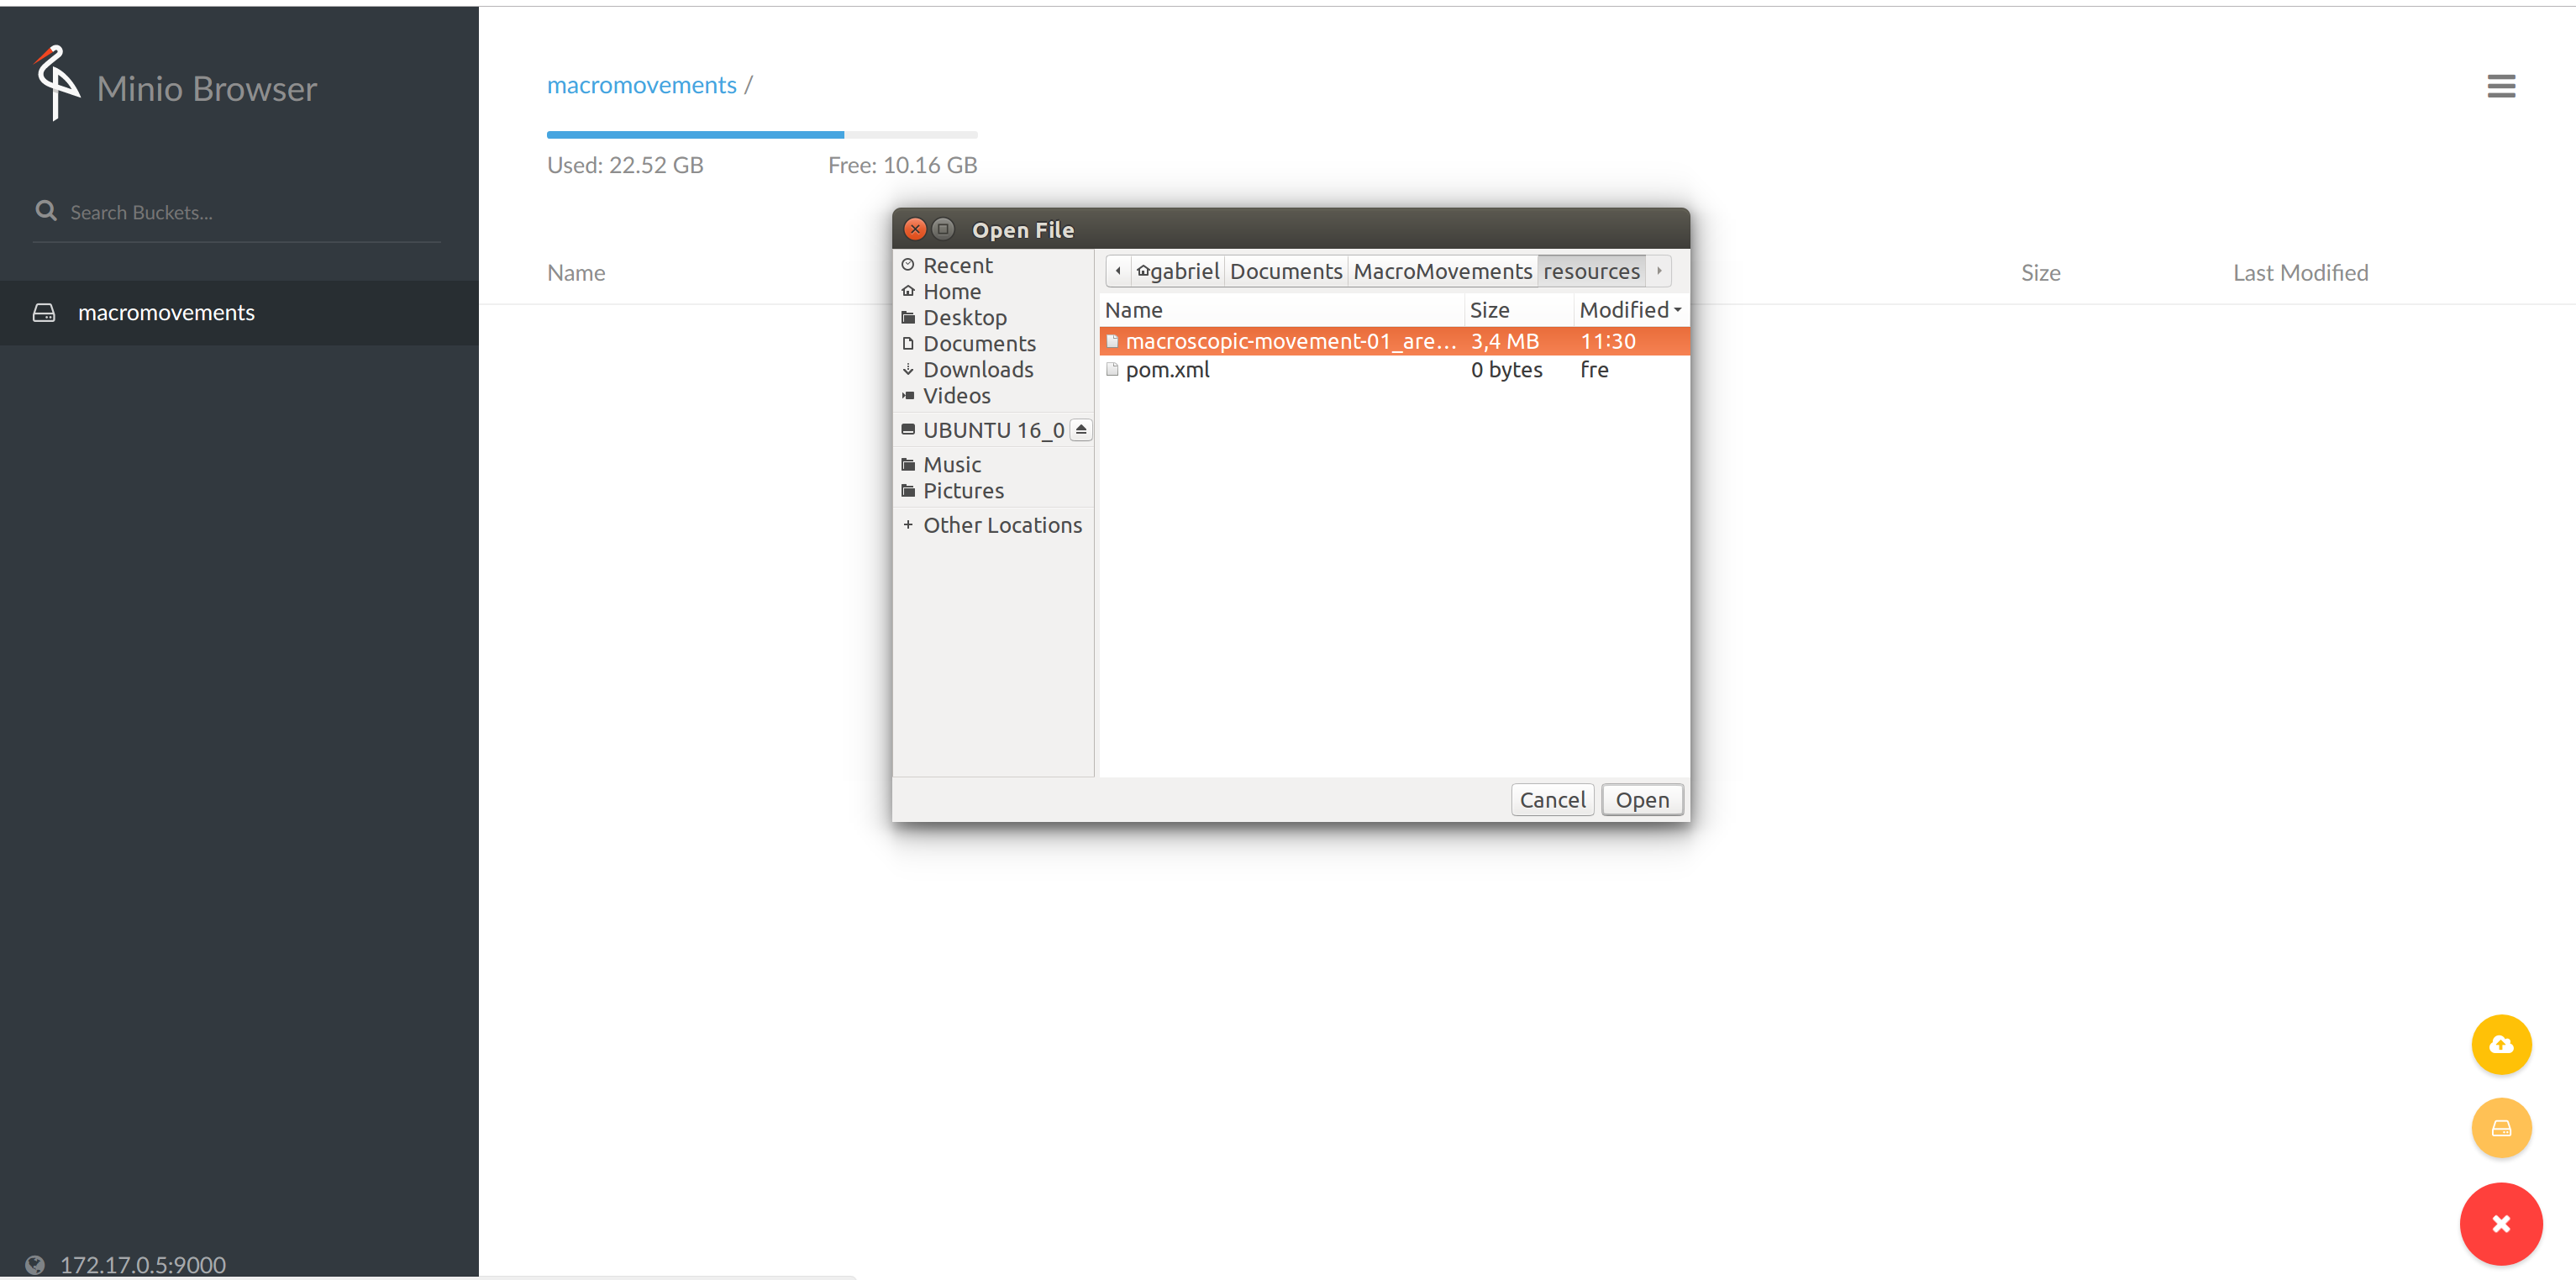 Minio Browser
Search Buckets...
macromovements
172.17.0.5:9000
macromovements /
Used: 22.52 GB Free: 10.16 GB
Name Size Last Modified
Open File
Recent
Home
Desktop
Documents
Downloads
Videos
UBUNTU 16_0
Music
Pictures
Other Locations
gabriel Documents MacroMovements resources
Name Size Modified
macroscopic-movement-01_are... 3,4 MB 11:30
pom.xml 0 bytes fre
Cancel Open